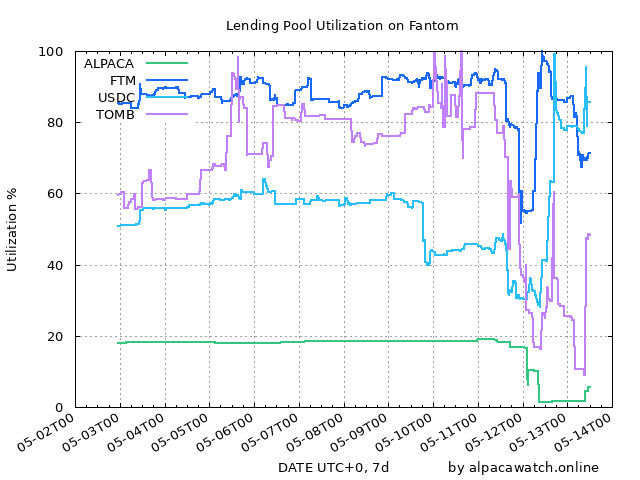 Lending Pool Utilization on Fantom
ALPACA
FTM
USDC
TOMB
Utilization %
100
80
60
40
20
0
05-02T00
05-03T00
05-04T00
05-05T00
05-06T00
05-07T00
05-08T00
05-09T00
05-10T00
05-11T00
05-12T00
05-13T00
05-14T00
DATE UTC+0, 7d
by alpacawatch.online